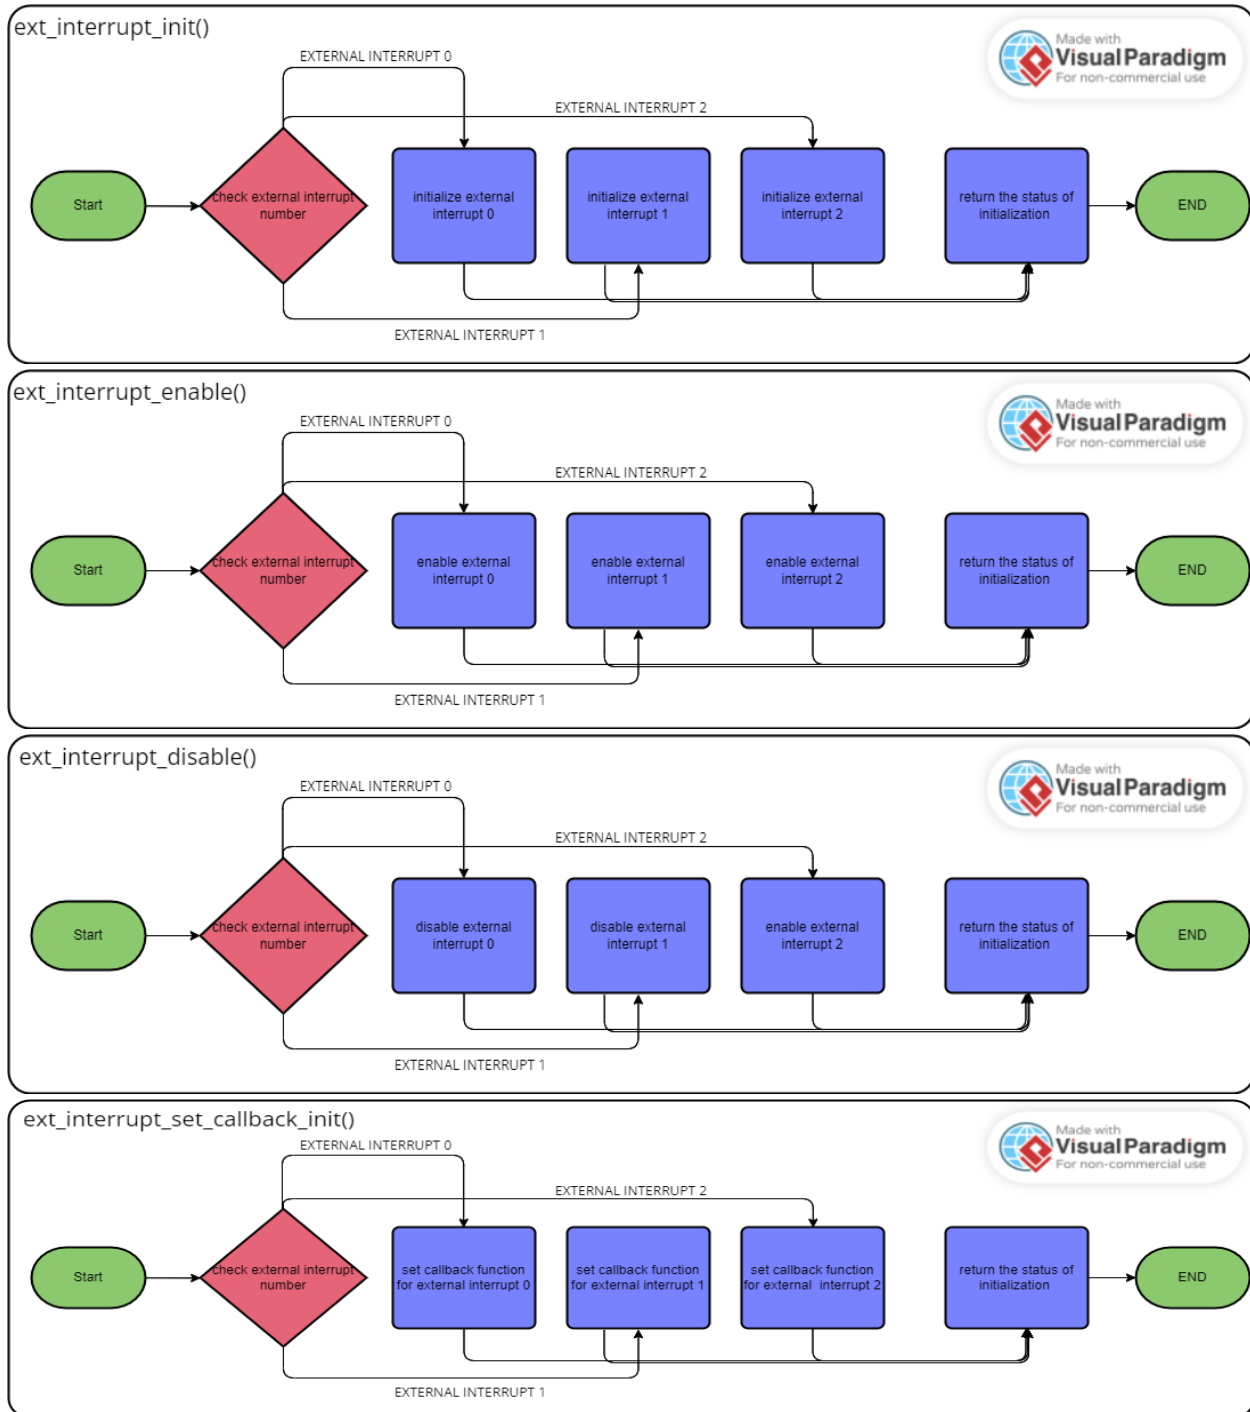 ext_interrupt_init()
Made with
Visual Paradigm
For non-commercial use
EXTERNAL INTERRUPT 0
EXTERNAL INTERRUPT 2
Start
check external interrupt
number
initialize external
interrupt 0
initialize external
interrupt 1
initialize external
interrupt 2
return the status of
initialization
END
EXTERNAL INTERRUPT 1
ext_interrupt_enable()
Made with
Visual Paradigm
For non-commercial use
EXTERNAL INTERRUPT 0
EXTERNAL INTERRUPT 2
Start
check external interrupt
number
enable external
interrupt 0
enable external
interrupt 1
enable external
interrupt 2
return the status of
initialization
END
EXTERNAL INTERRUPT 1
ext_interrupt_disable()
Made with
Visual Paradigm
For non-commercial use
EXTERNAL INTERRUPT 0
EXTERNAL INTERRUPT 2
Start
check external interrupt
number
disable external
interrupt 0
disable external
interrupt 1
enable external
interrupt 2
return the status of
initialization
END
EXTERNAL INTERRUPT 1
ext_interrupt_set_callback_init()
Made with
Visual Paradigm
For non-commercial use
EXTERNAL INTERRUPT 0
EXTERNAL INTERRUPT 2
Start
check external interrupt
number
set callback function
for external interrupt 0
set callback function
for external interrupt 1
set callback function
for external interrupt 2
return the status of
initialization
END
EXTERNAL INTERRUPT 1